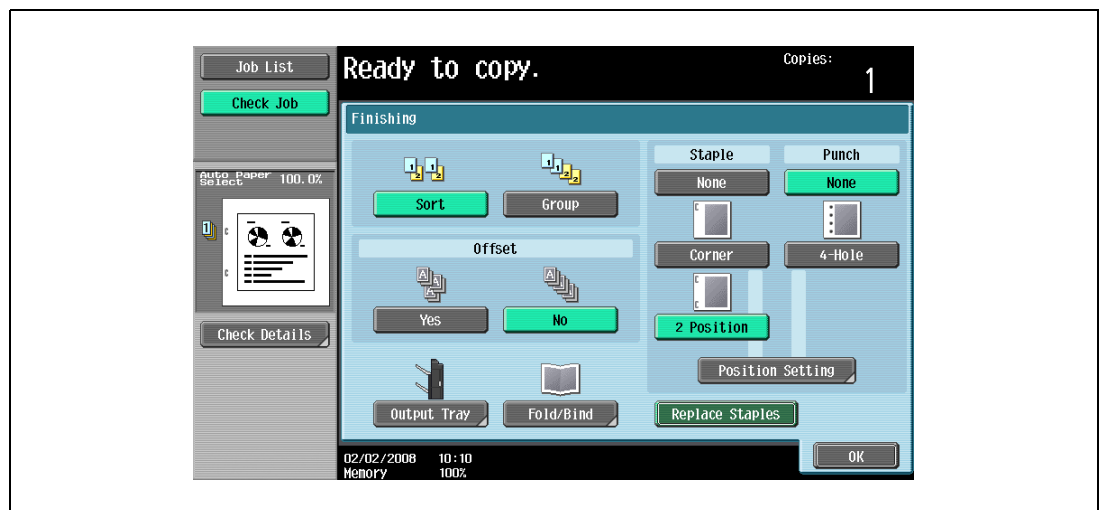 Job List
Check Job
Auto Paper
Select 100.0%
Check Details
Ready to copy.
Copies:
1
Finishing
Sort
Group
Offset
Yes
No
Output Tray
Fold/Bind
Staple
None
Corner
2 Position
Punch
None
4-Hole
Position Setting
Replace Staples
OK
02/02/2008 10:10
Memory 100%